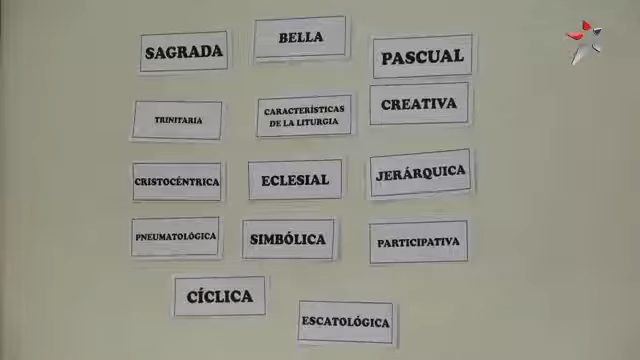 SAGRADA
BELLA
PASCUAL
TRINITARIA
CARACTERÍSTICAS
DE LA LITURGIA
CREATIVA
CRISTOCÉNTRICA
ECLESIAL
JERÁRQUICA
PNEUMATOLÓGICA
SIMBÓLICA
PARTICIPATIVA
CÍCLICA
ESCATOLÓGICA